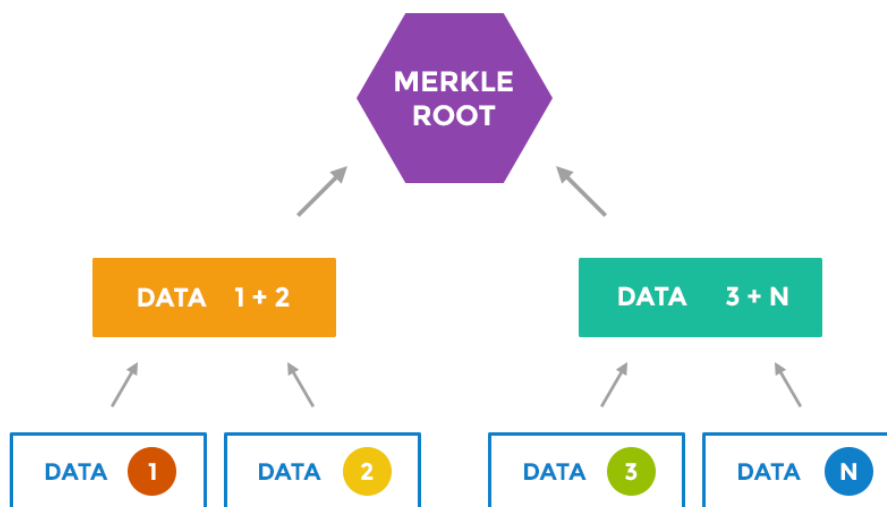 MERKLE
ROOT
DATA 1 + 2
DATA 3 + N
DATA 1
DATA 2
DATA 3
DATA N